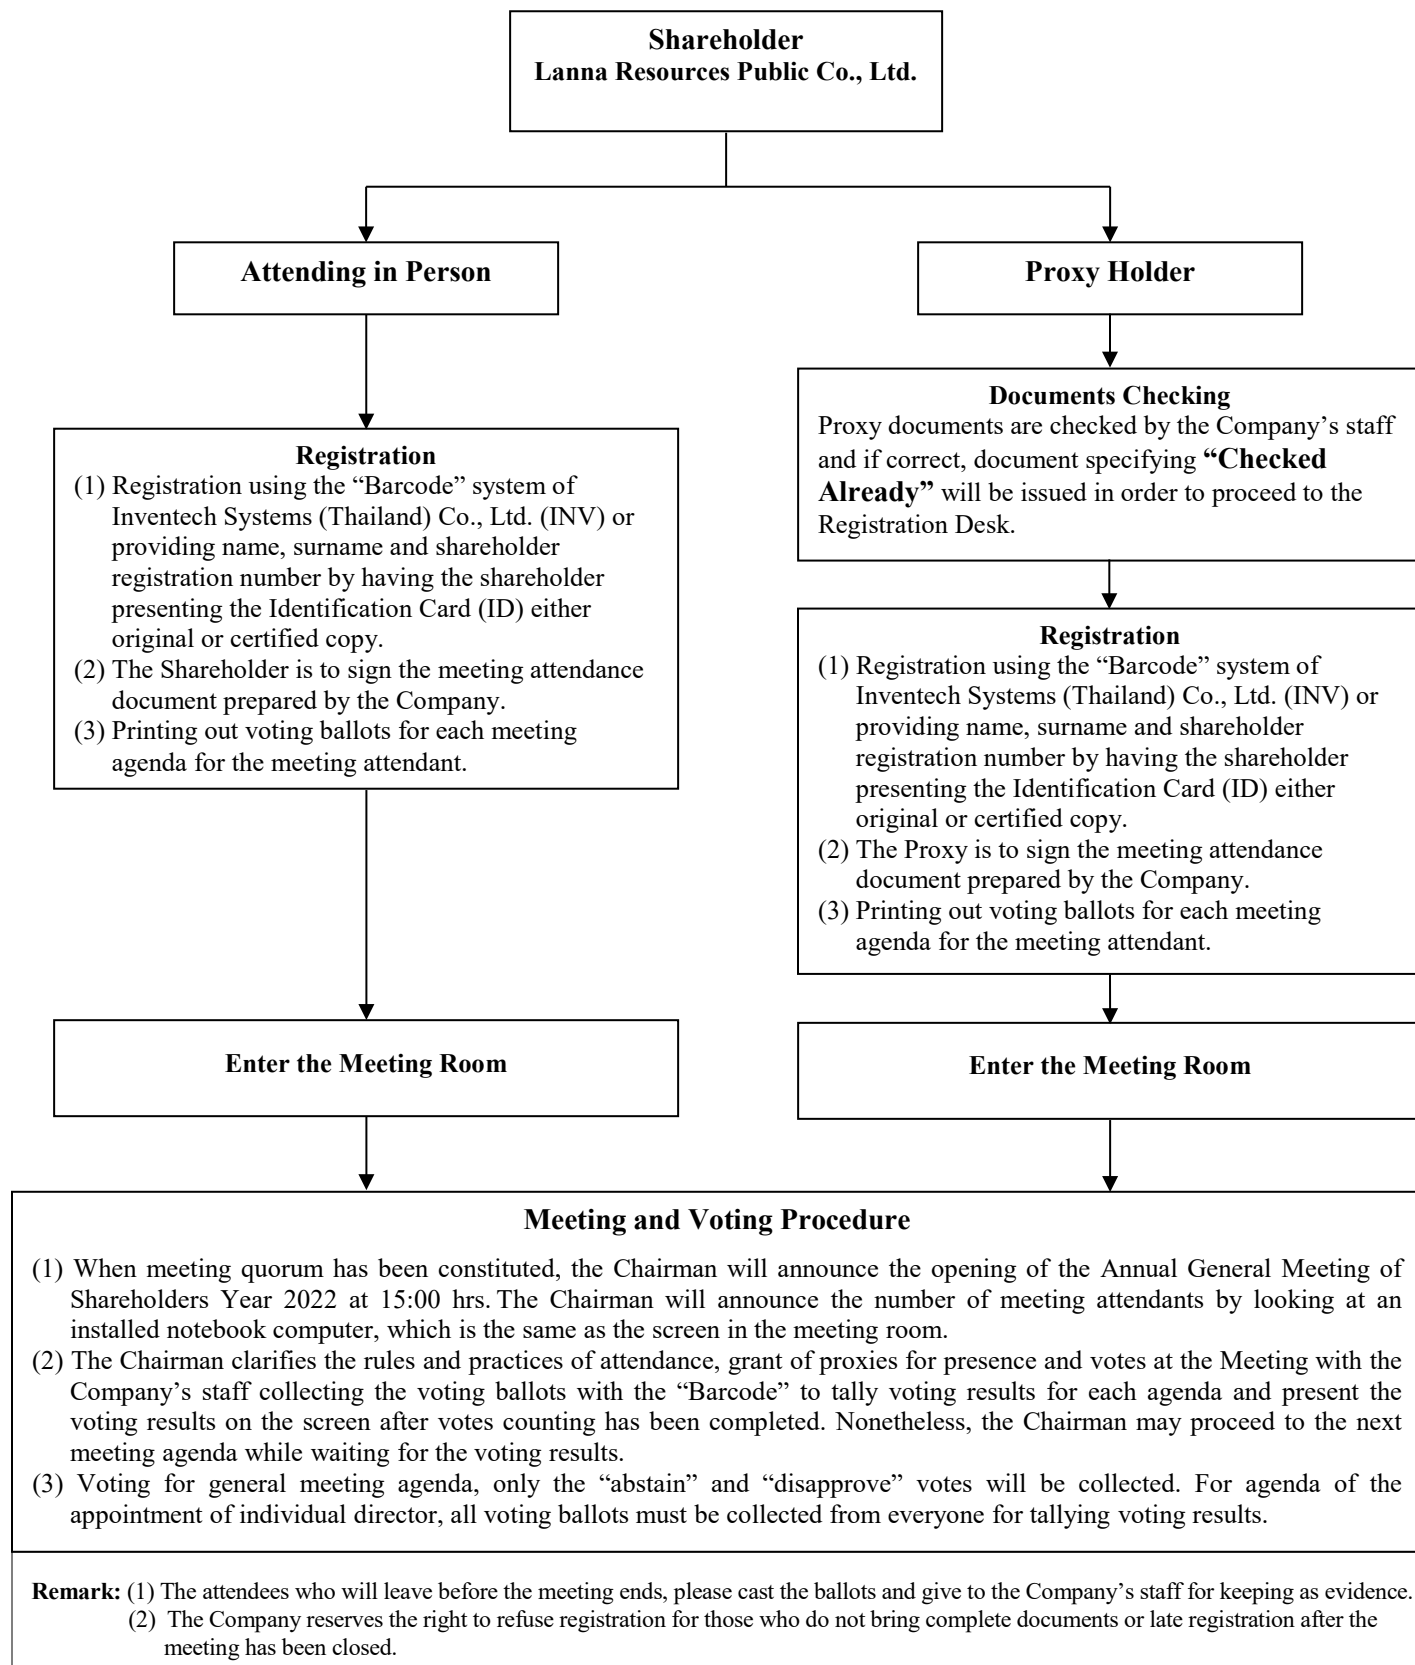 Shareholder
Lanna Resources Public Co., Ltd.
Attending in Person
Registration
(1) Registration using the “Barcode” system of
Inventech Systems (Thailand) Co., Ltd. (INV) or
providing name, surname and shareholder
registration number by having the shareholder
presenting the Identification Card (ID) either
original or certified copy.
(2) The Shareholder is to sign the meeting attendance
document prepared by the Company.
(3) Printing out voting ballots for each meeting
agenda for the meeting attendant.
Enter the Meeting Room
Proxy Holder
Documents Checking
Proxy documents are checked by the Company’s staff
and if correct, document specifying “Checked
Already” will be issued in order to proceed to the
Registration Desk.
Registration
(1) Registration using the “Barcode” system of
Inventech Systems (Thailand) Co., Ltd. (INV) or
providing name, surname and shareholder
registration number by having the shareholder
presenting the Identification Card (ID) either
original or certified copy.
(2) The Proxy is to sign the meeting attendance
document prepared by the Company.
(3) Printing out voting ballots for each meeting
agenda for the meeting attendant.
Enter the Meeting Room
Meeting and Voting Procedure
(1) When meeting quorum has been constituted, the Chairman will announce the opening of the Annual General Meeting of
Shareholders Year 2022 at 15:00 hrs. The Chairman will announce the number of meeting attendants by looking at an
installed notebook computer, which is the same as the screen in the meeting room.
(2) The Chairman clarifies the rules and practices of attendance, grant of proxies for presence and votes at the Meeting with the
Company’s staff collecting the voting ballots with the “Barcode” to tally voting results for each agenda and present the
voting results on the screen after votes counting has been completed. Nonetheless, the Chairman may proceed to the next
meeting agenda while waiting for the voting results.
(3) Voting for general meeting agenda, only the “abstain” and “disapprove” votes will be collected. For agenda of the
appointment of individual director, all voting ballots must be collected from everyone for tallying voting results.
Remark: (1) The attendees who will leave before the meeting ends, please cast the ballots and give to the Company’s staff for keeping as evidence.
(2) The Company reserves the right to refuse registration for those who do not bring complete documents or late registration after the
meeting has been closed.